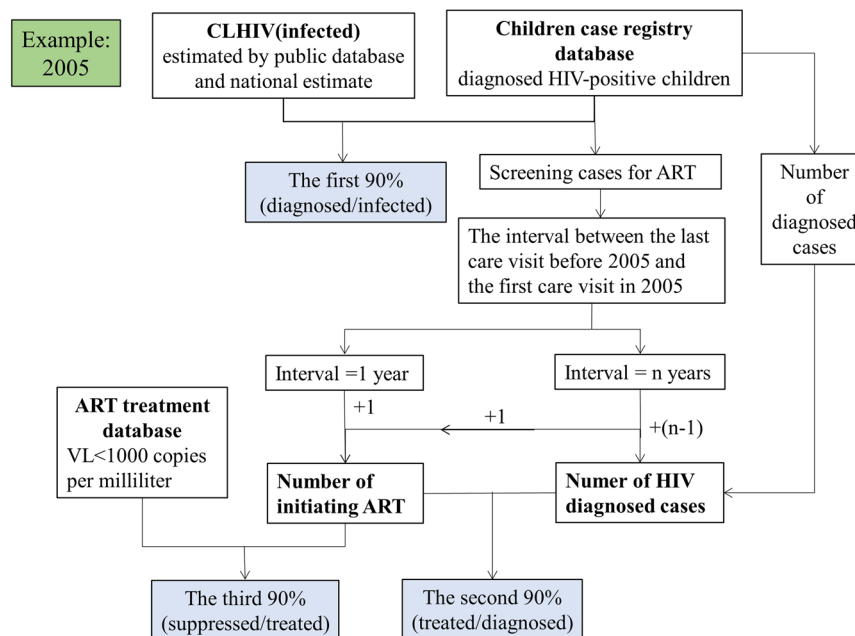 Example:
2005
CLHIV(infected)
estimated by public database
and national estimate
Children case registry
database
diagnosed HIV-positive children
The first 90%
(diagnosed/infected)
Screening cases for ART
Number
of
diagnosed
cases
The interval between the last
care visit before 2005 and
the first care visit in 2005
Interval =1 year
Interval = n years
ART treatment
database
VL<1000 copies
per milliliter
+1
+1
+(n-1)
Number of
initiating ART
Numer of HIV
diagnosed cases
The third 90%
(suppressed/treated)
The second 90%
(treated/diagnosed)